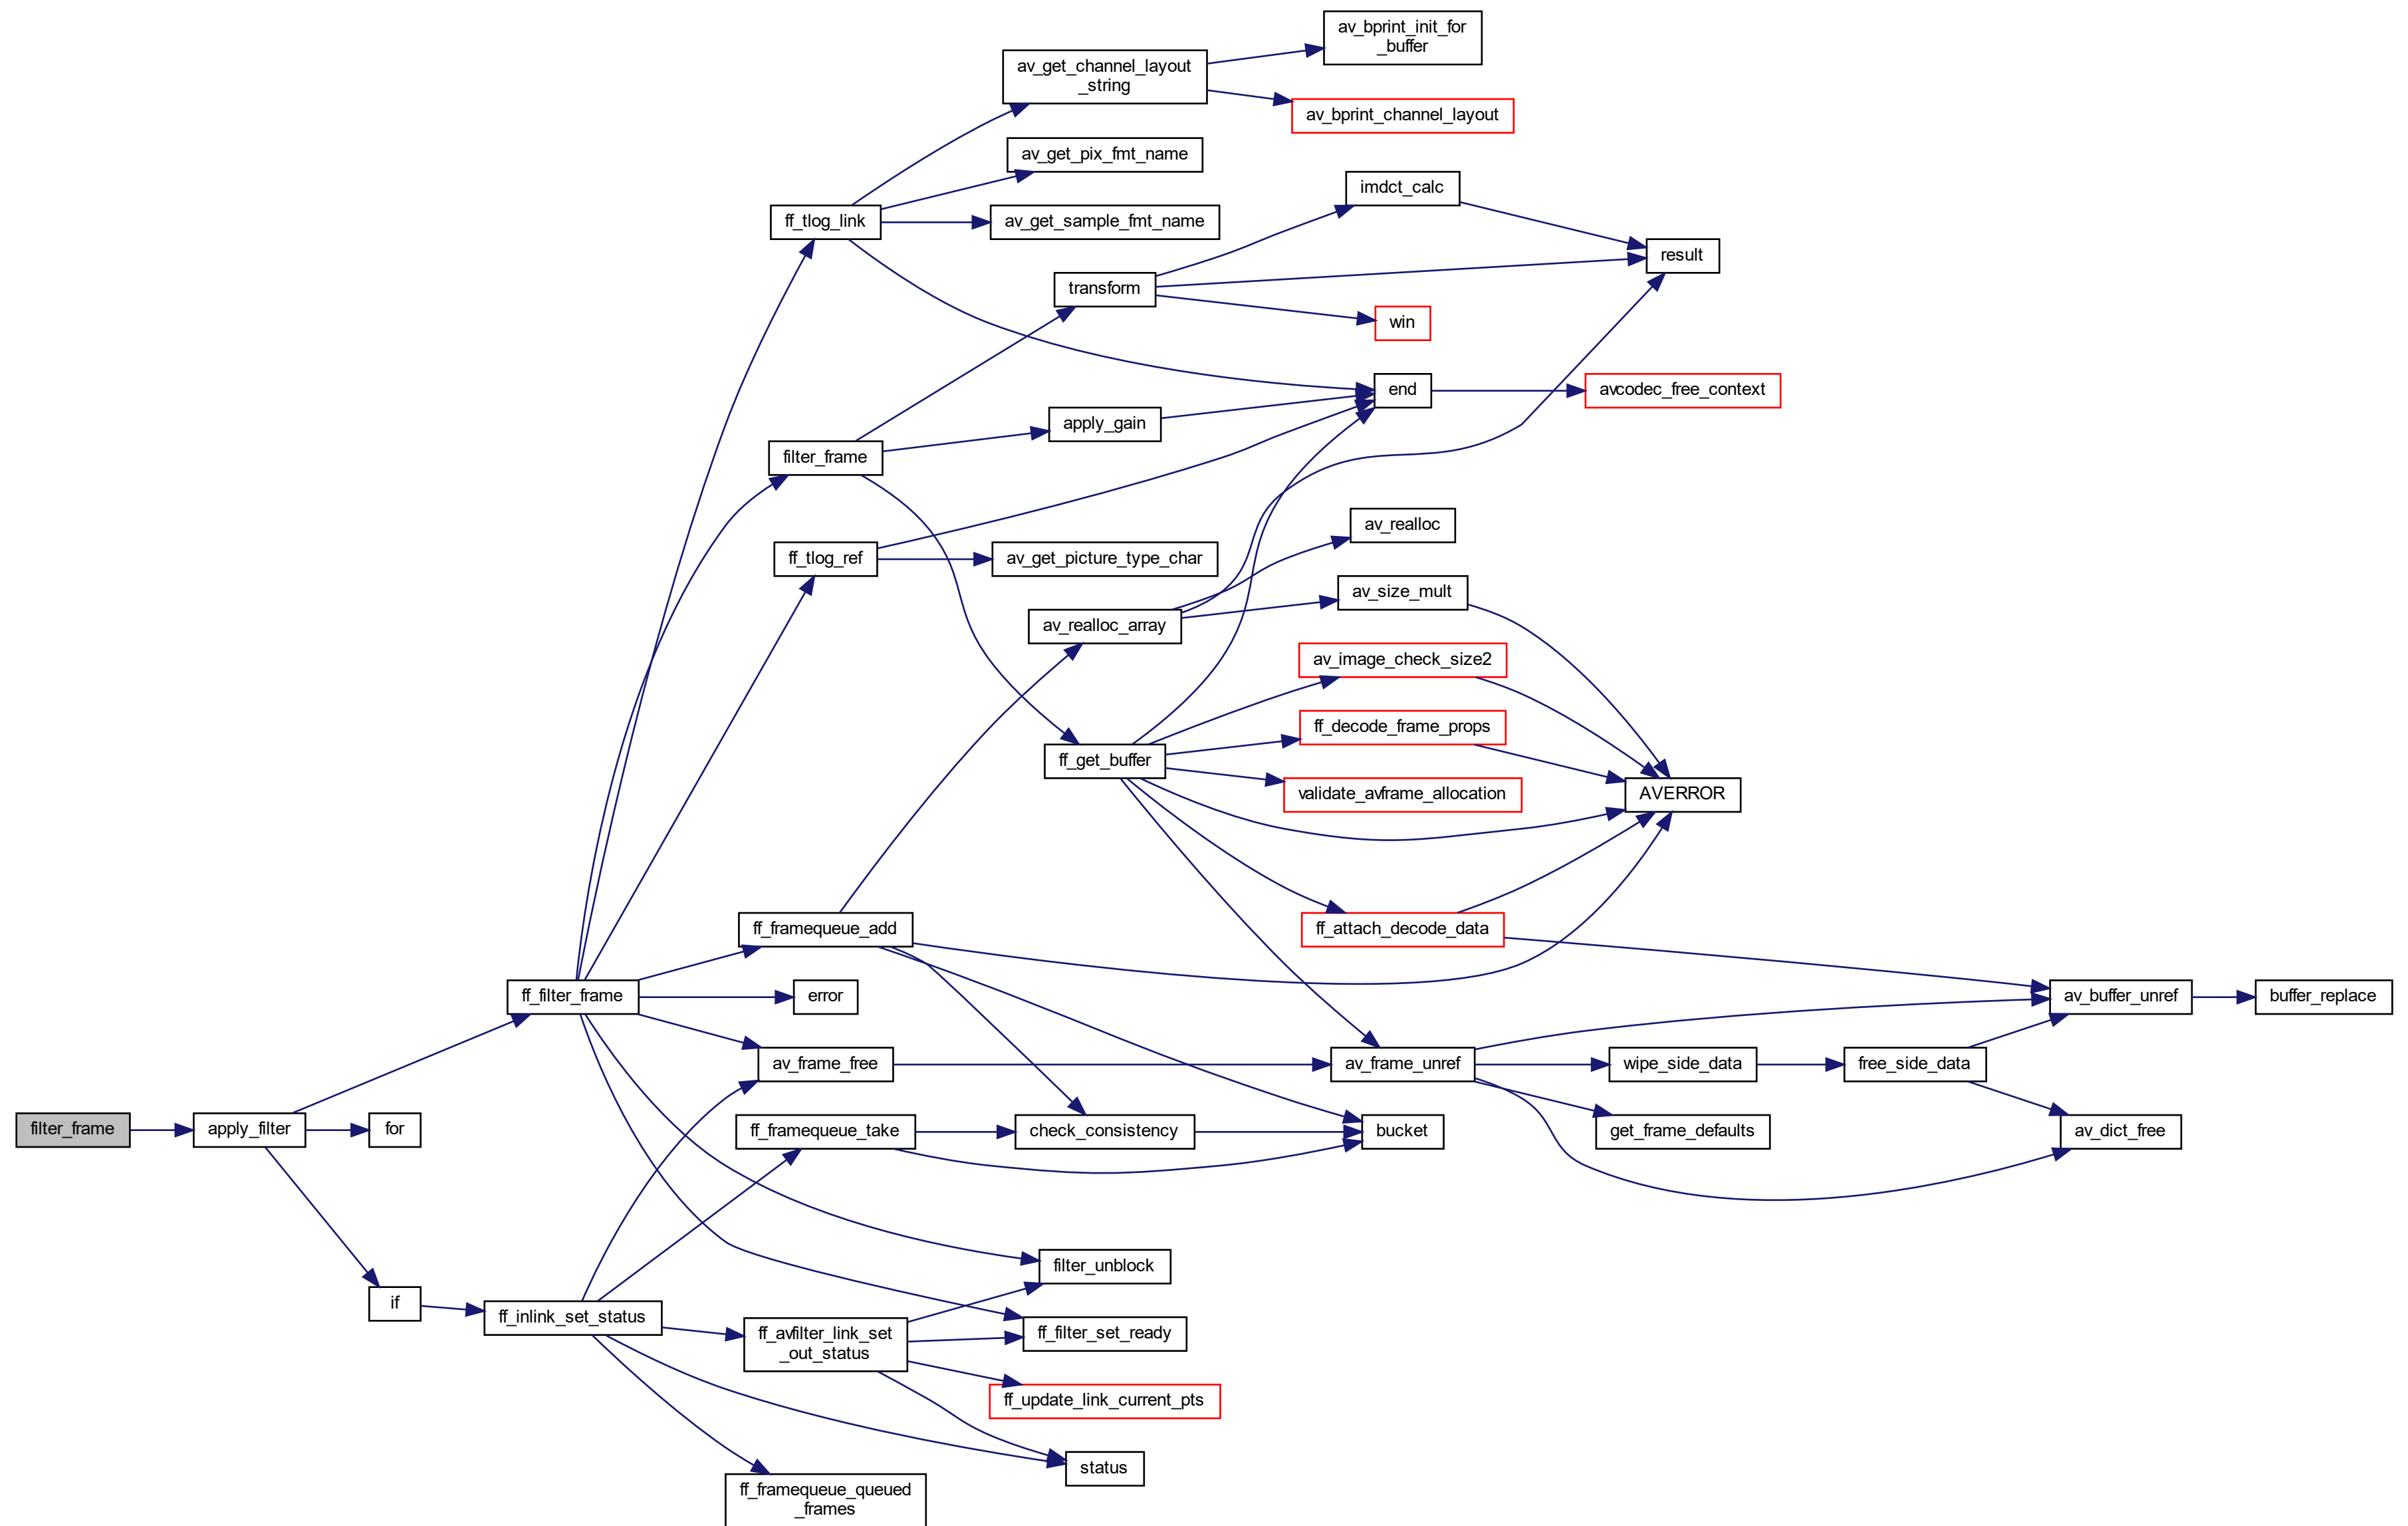 av_bprint_init_for
_buffer
av_get_channel_layout
_string
av_bprint_channel_layout
av_get_pix_fmt_name
imdct_calc
ff_tlog_link
av_get_sample_fmt_name
result
transform
win
end
avcodec_free_context
apply_gain
filter_frame
av_realloc
ff_tlog_ref
av_get_picture_type_char
av_size_mult
av_realloc_array
av_image_check_size2
ff_decode_frame_props
ff_get_buffer
validate_avframe_allocation
AVERROR
ff_framequeue_add
ff_attach_decode_data
ff_filter_frame
error
av_buffer_unref
buffer_replace
av_frame_free
av_frame_unref
wipe_side_data
free_side_data
filter_frame
apply_filter
for
ff_framequeue_take
check_consistency
bucket
get_frame_defaults
av_dict_free
filter_unblock
if
ff_inlink_set_status
ff_avfilter_link_set
_out_status
ff_filter_set_ready
ff_update_link_current_pts
status
ff_framequeue_queued
_frames